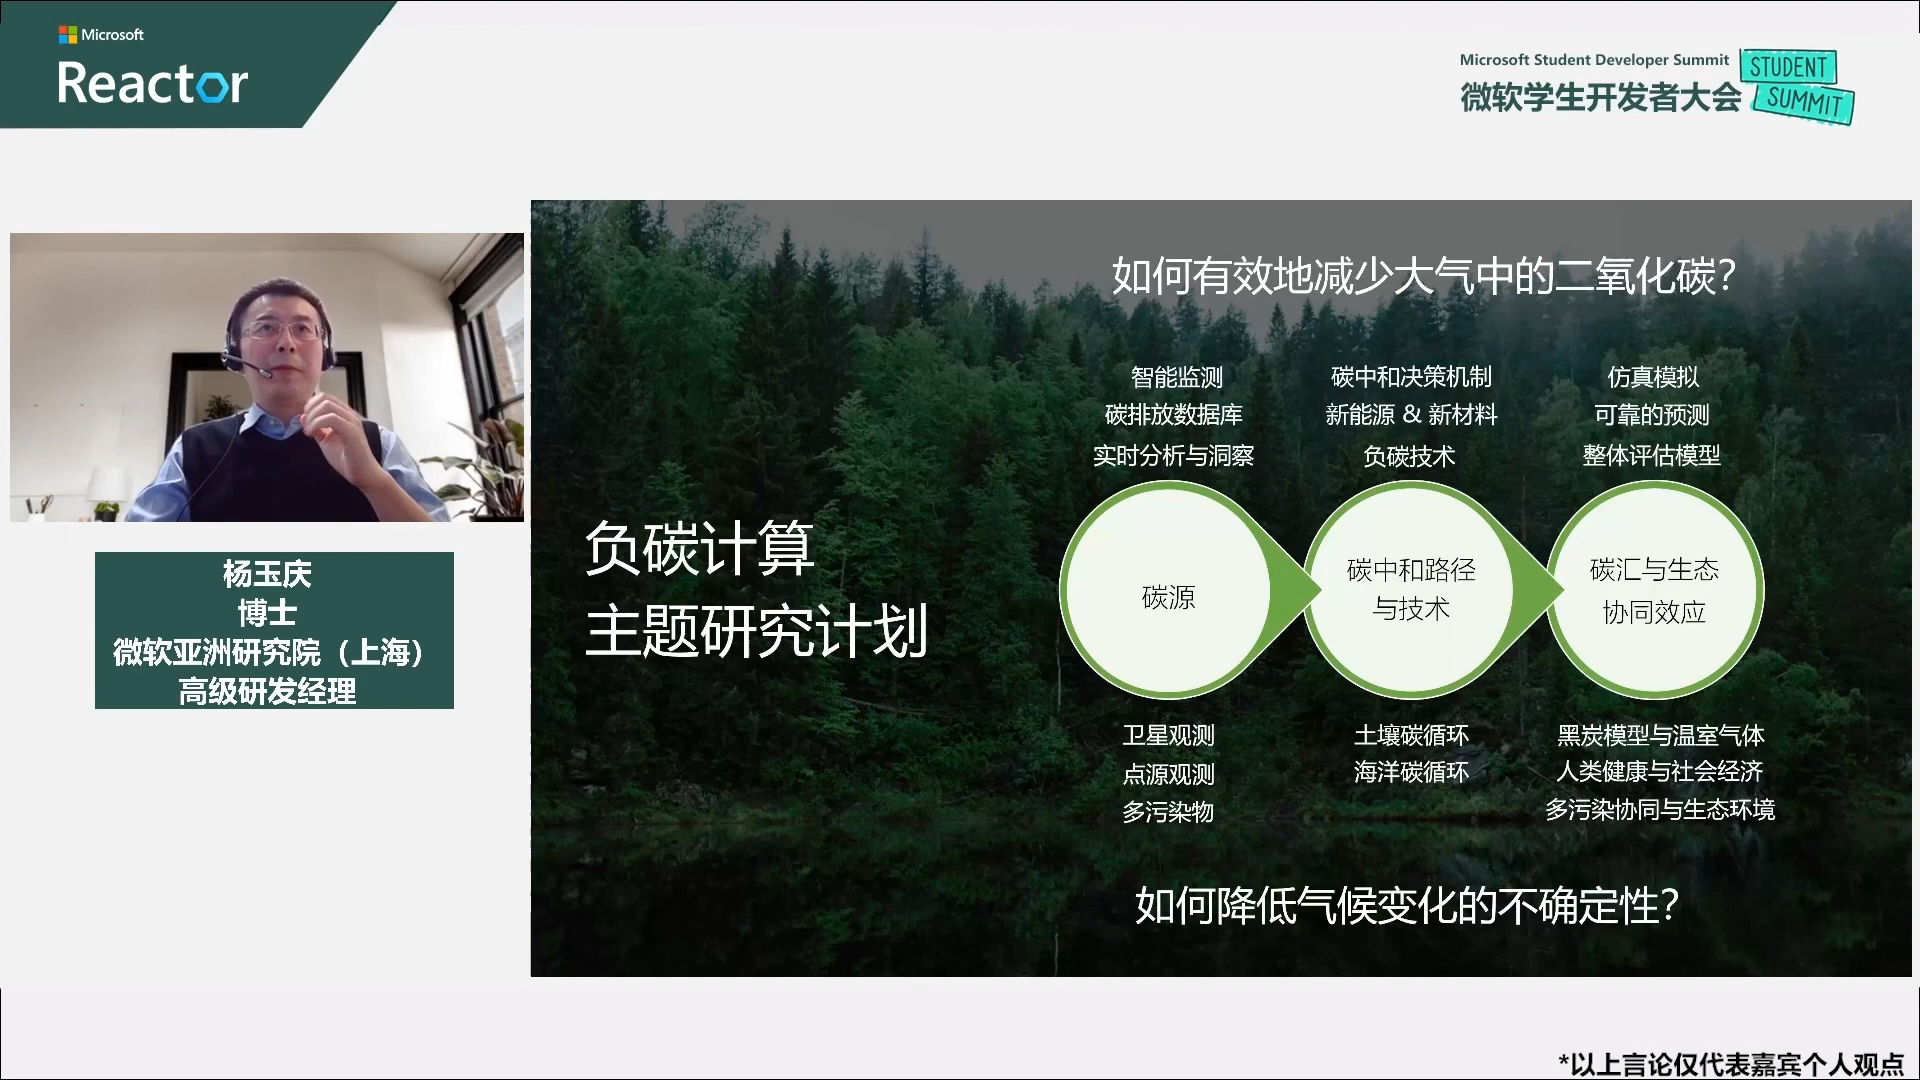 Microsoft
Reactor
Microsoft Student Developer Summit
微软学生开发者大会
STUDENT
SUMMIT
杨玉庆
博士
微软亚洲研究院（上海）
高级研发经理
负碳计算
主题研究计划
如何有效地减少大气中的二氧化碳？
智能监测
碳排放数据库
实时分析与洞察
碳中和决策机制
新能源 & 新材料
负碳技术
仿真模拟
可靠的预测
整体评估模型
碳源
碳中和路径
与技术
碳汇与生态
协同效应
卫星观测
点源观测
多污染物
土壤碳循环
海洋碳循环
黑炭模型与温室气体
人类健康与社会经济
多污染协同与生态环境
如何降低气候变化的不确定性？
*以上言论仅代表嘉宾个人观点